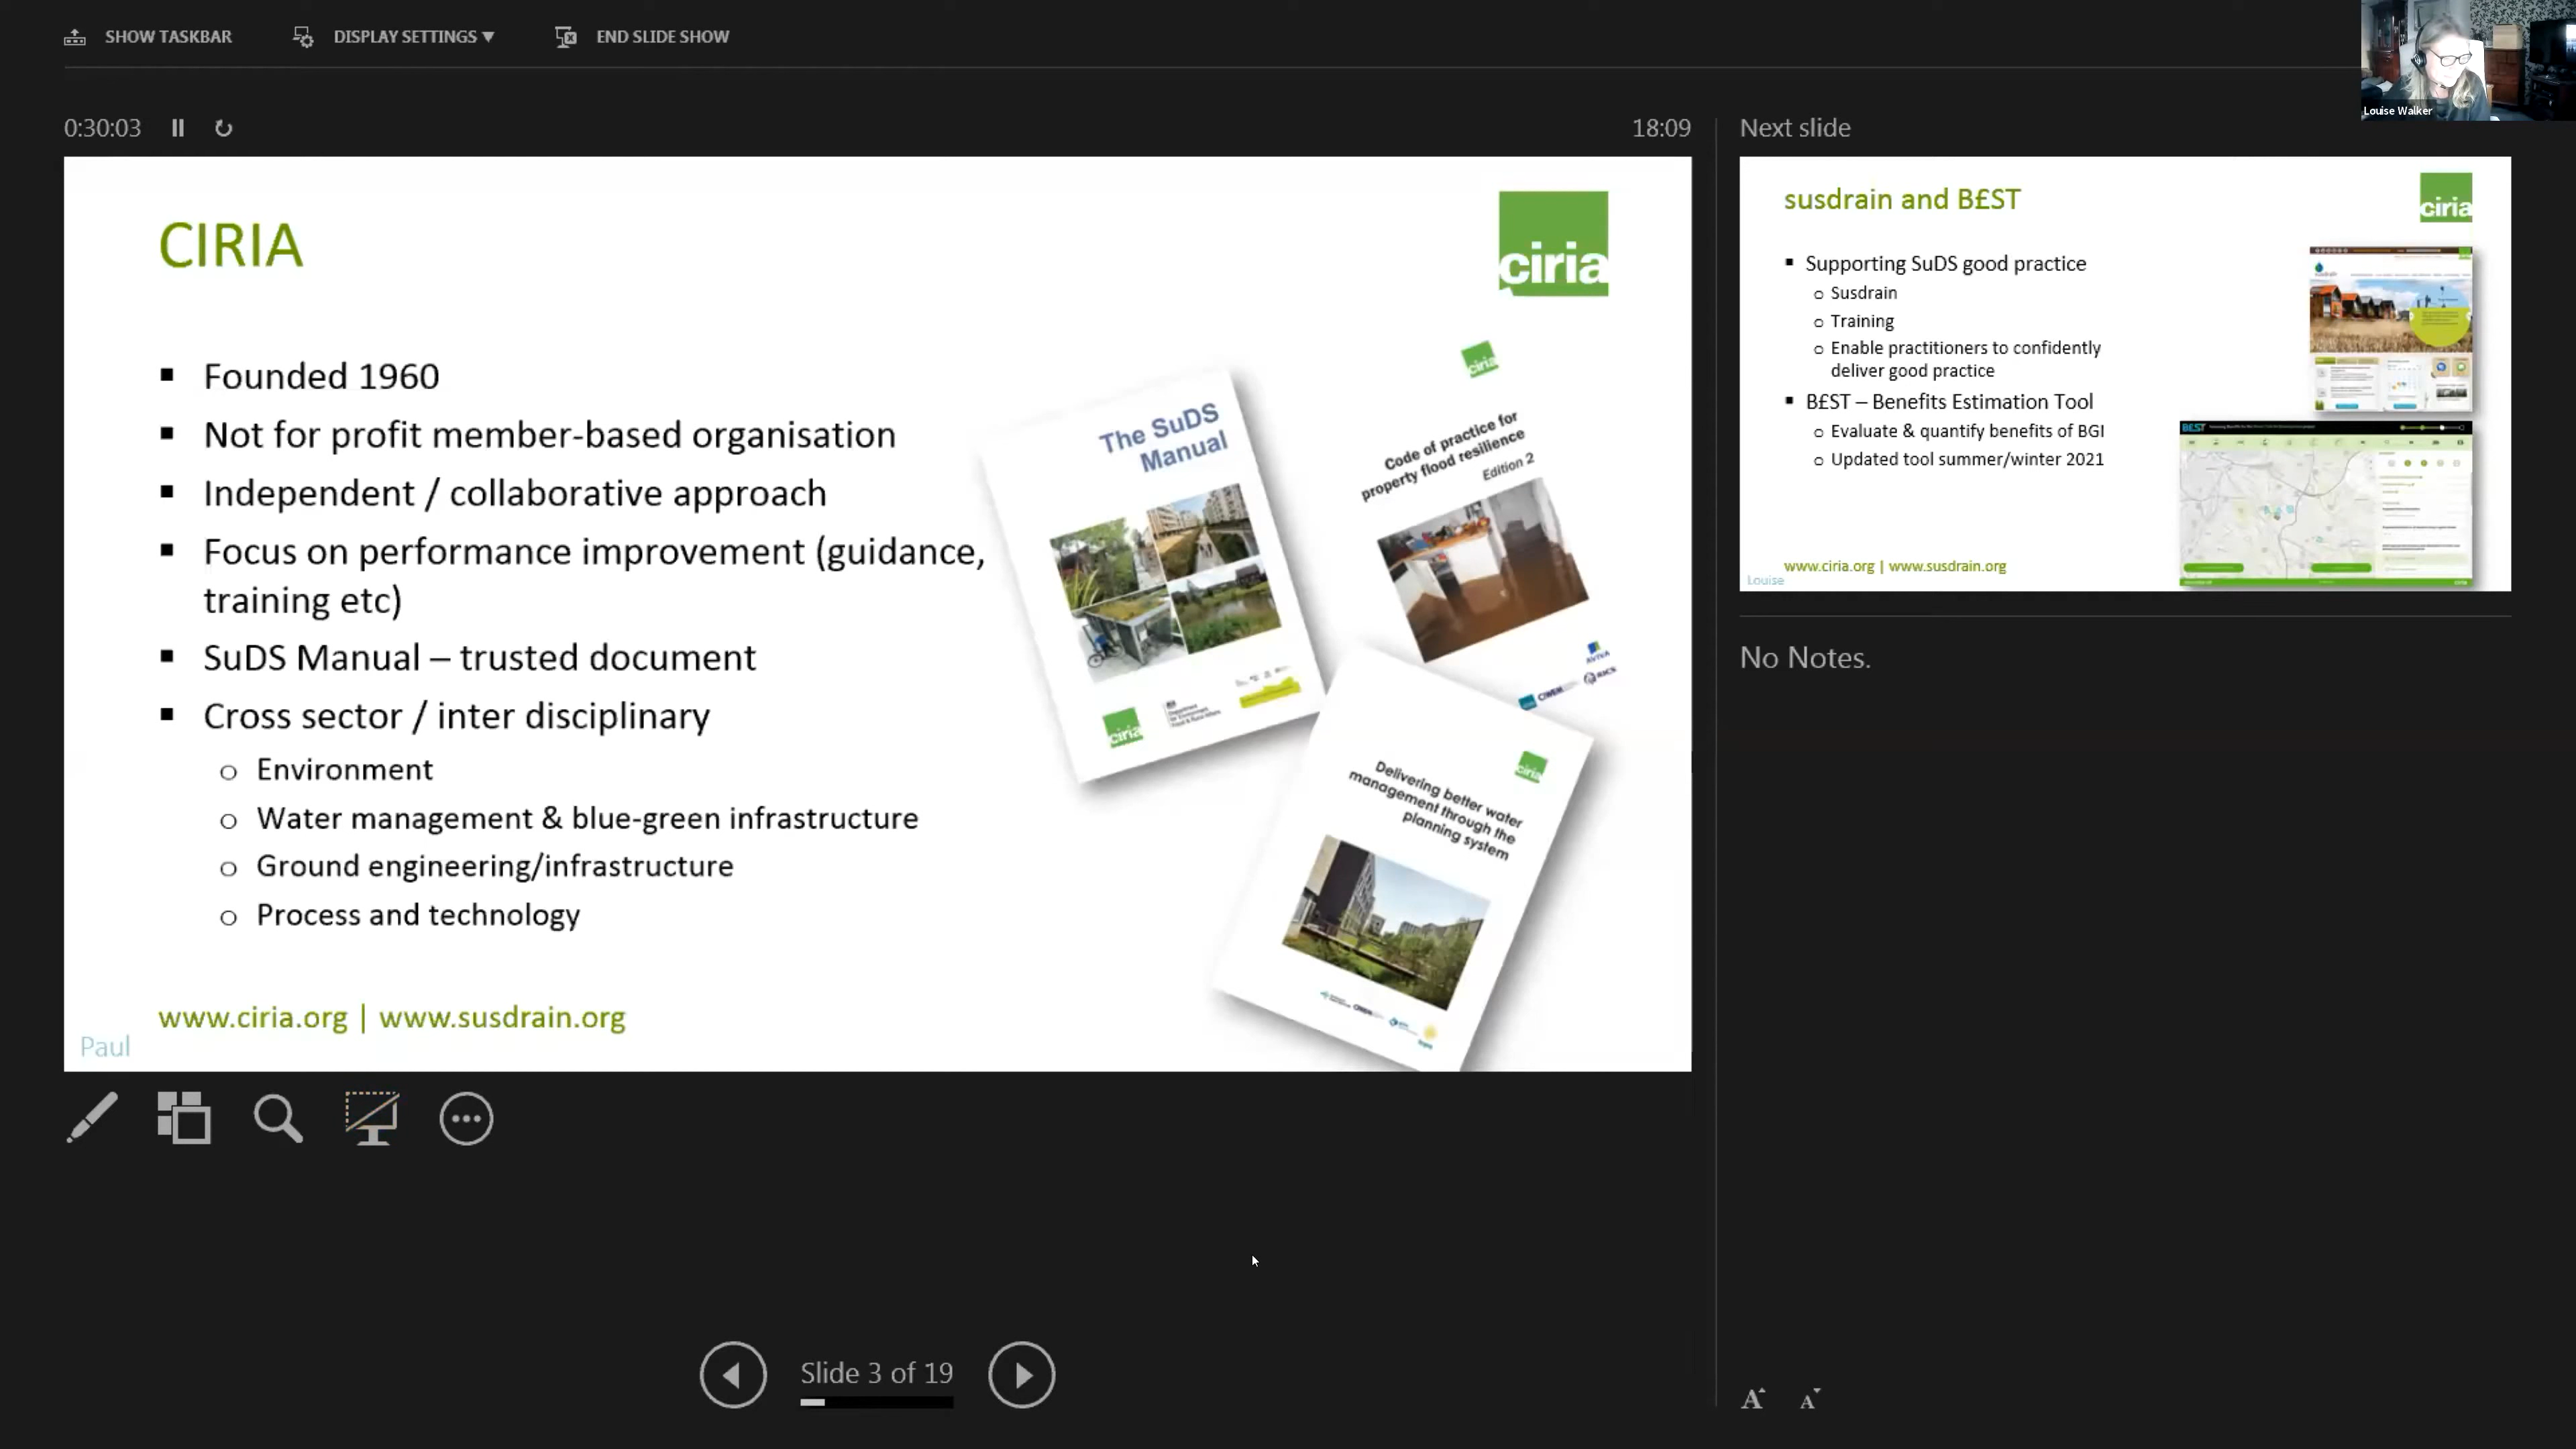 SHOW TASKBAR
DISPLAY SETTINGS
END SLIDE SHOW
Louise Walker
0:30:03
18:09
Next slide
CIRIA
ciria
Founded 1960
Not for profit member-based organisation
Independent / collaborative approach
Focus on performance improvement (guidance,
training etc)
SuDS Manual – trusted document
Cross sector / inter disciplinary
Environment
Water management & blue-green infrastructure
Ground engineering/infrastructure
Process and technology
www.ciria.org | www.susdrain.org
Paul
The SuDS
Manual
ciria
ciria
Code of practice for
property flood resilience
Edition 2
AVIVA
CIWEM
ciria
Delivering better water
management through the
planning system
susdrain and B£ST
ciria
Supporting SuDS good practice
Susdrain
Training
Enable practitioners to confidently
deliver good practice
B£ST – Benefits Estimation Tool
Evaluate & quantify benefits of BGI
Updated tool summer/winter 2021
www.ciria.org | www.susdrain.org
Louise
No Notes.
Slide 3 of 19
A A